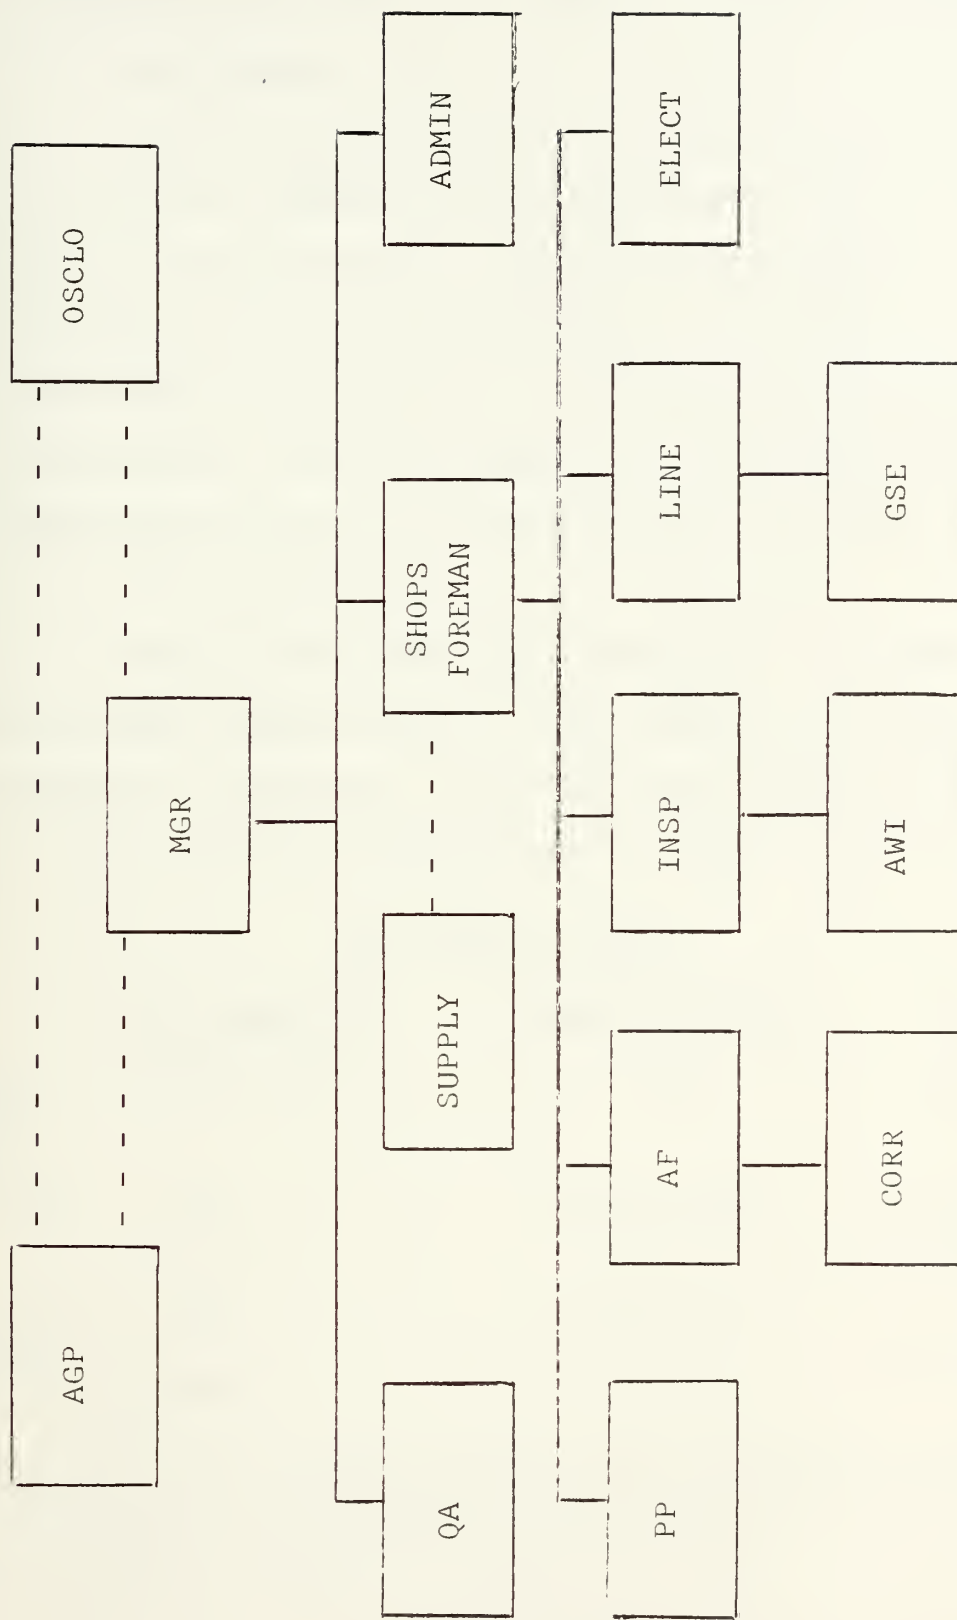 AGP
OSCLO
MGR
QA
SUPPLY
SHOPS
FOREMAN
ADMIN
PP
AF
INSP
LINE
ELECT
CORR
AWI
GSE